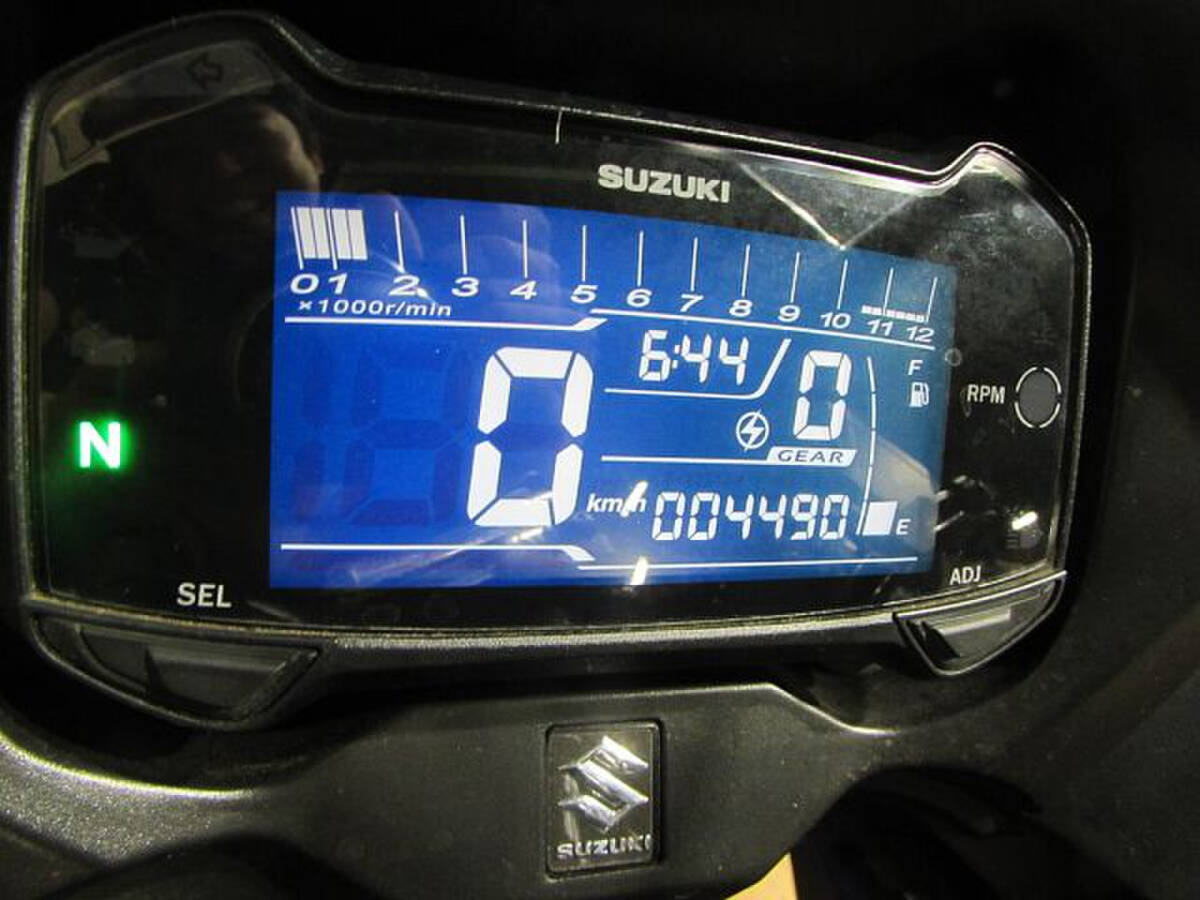 SUZUKI
0 1 2 3 4 5 6 7 8 9 10 11 12
×1000r/min
6:44
0
F
RPM
N
0
GEAR
km/h
004490
E
SEL
ADJ
SUZUKI